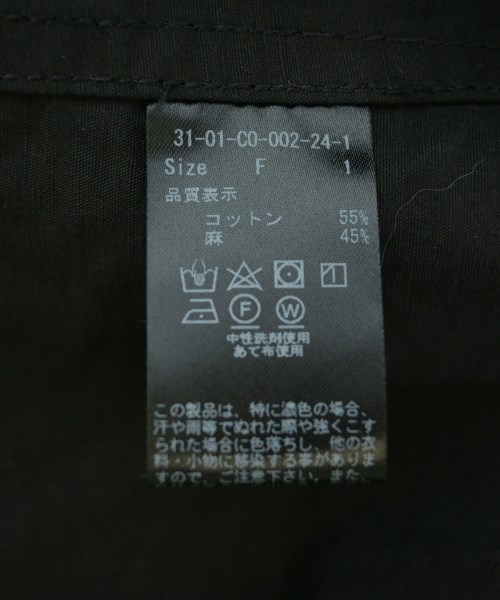 31-01-CO-002-24-1
Size F 1
品質表示
コットン 55%
麻 45%
F W
中性洗剤使用
あて布使用
この製品は、特に濃色の場合、
汗や雨等でぬれた際や強くこす
られた場合に色落ちし、他の衣
料・小物に移染する事がありま
すので、ご注意下さい。また、